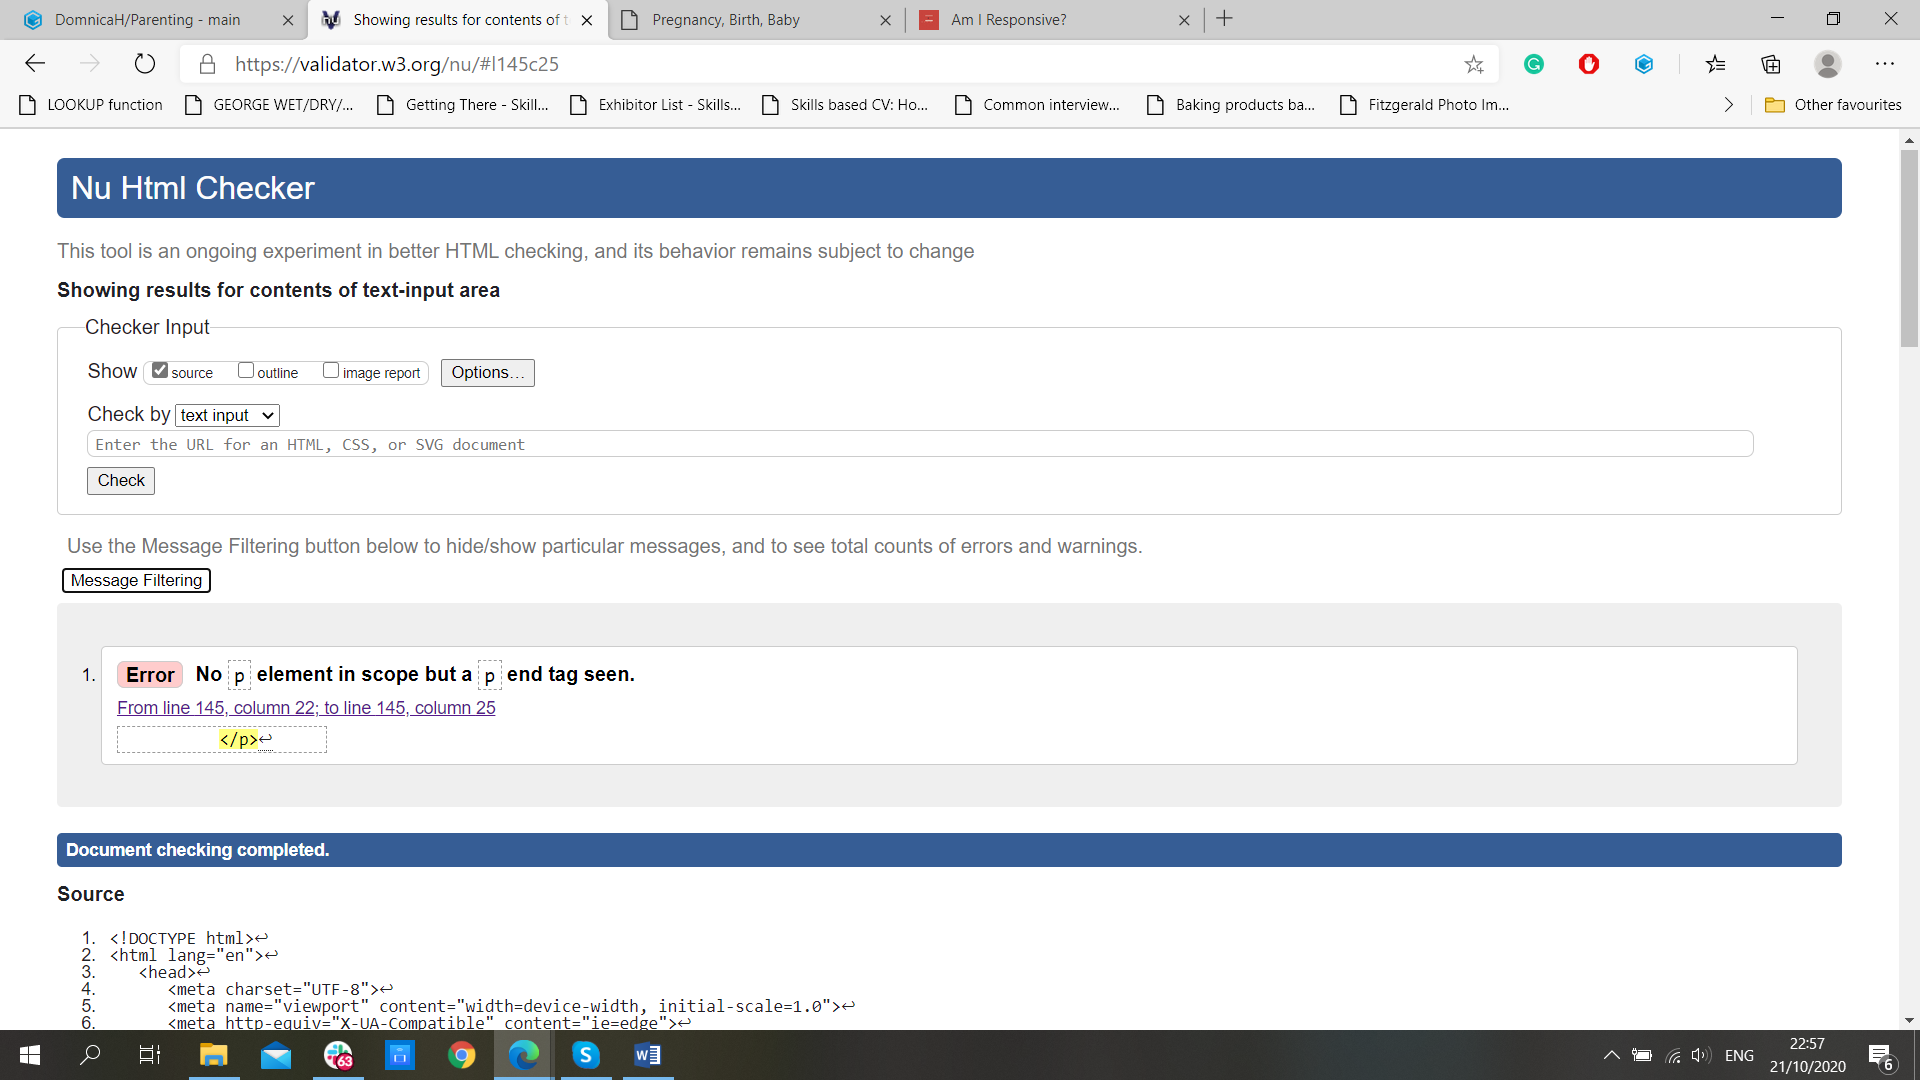 DomnicaH/Parenting - main
Showing results for contents of t
Pregnancy, Birth, Baby
Am I Responsive?
https://validator.w3.org/nu/#l145c25
LOOKUP function
GEORGE WET/DRY/...
Getting There - Skill...
Exhibitor List - Skills...
Skills based CV: Ho...
Common interview...
Baking products ba...
Fitzgerald Photo Im...
Other favourites
Nu Html Checker
This tool is an ongoing experiment in better HTML checking, and its behavior remains subject to change
Showing results for contents of text-input area
Checker Input
Show source outline image report Options...
Check by text input
Enter the URL for an HTML, CSS, or SVG document
Check
Use the Message Filtering button below to hide/show particular messages, and to see total counts of errors and warnings.
Message Filtering
1. Error No p element in scope but a p end tag seen.
From line 145, column 22; to line 145, column 25
</p>↩
Document checking completed.
Source
1. <!DOCTYPE html>↩
2. <html lang="en">↩
3. <head>↩
4. <meta charset="UTF-8">↩
5. <meta name="viewport" content="width=device-width, initial-scale=1.0">↩
6. <meta http-equiv="X-UA-Compatible" content="ie=edge">↩
63
ENG
22:57
21/10/2020
6